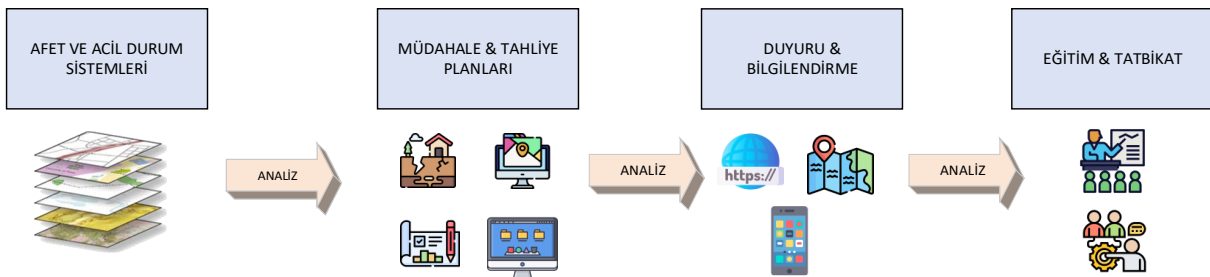 AFET VE ACİL DURUM
SİSTEMLERİ
MÜDAHALE & TAHLİYE
PLANLARI
DUYURU &
BİLGİLENDİRME
EĞİTİM & TATBİKAT
ANALİZ
ANALİZ
https://
ANALİZ